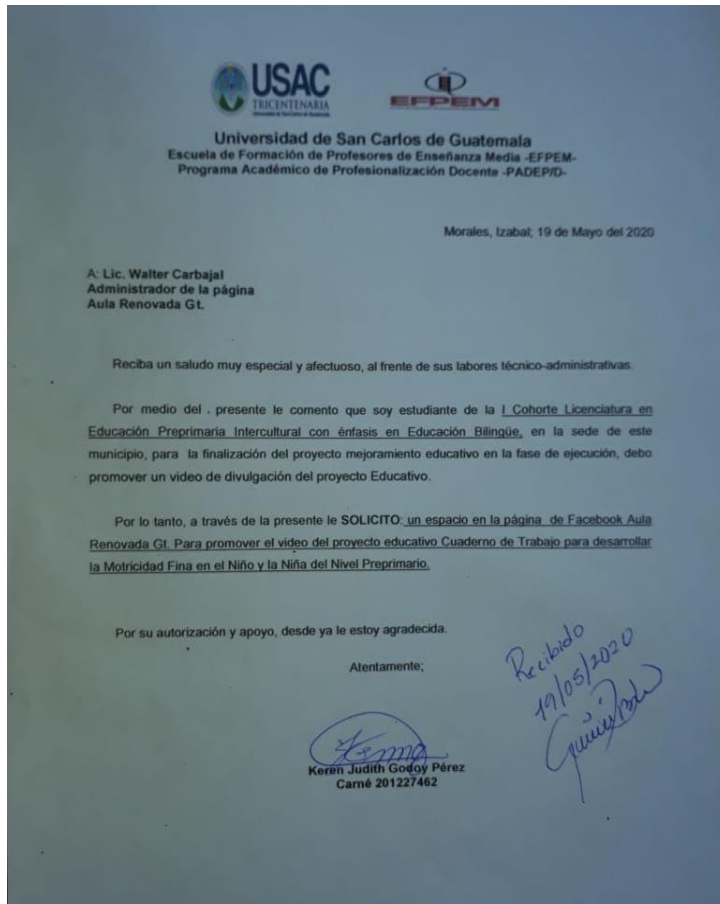 USAC
TRICENTENARIA
Universidad de San Carlos de Guatemala
EFPEM
Universidad de San Carlos de Guatemala
Escuela de Formación de Profesores de Enseñanza Media -EFPEM-
Programa Académico de Profesionalización Docente -PADEP/D-
Morales, Izabal; 19 de Mayo del 2020
A: Lic. Walter Carbajal
Administrador de la página
Aula Renovada Gt.
Reciba un saludo muy especial y afectuoso, al frente de sus labores técnico-administrativas.
Por medio del . presente le comento que soy estudiante de la I Cohorte Licenciatura en
Educación Preprimaria Intercultural con énfasis en Educación Bilingüe, en la sede de este
municipio, para la finalización del proyecto mejoramiento educativo en la fase de ejecución, debo
promover un video de divulgación del proyecto Educativo.
Por lo tanto, a través de la presente le SOLICITO: un espacio en la página de Facebook Aula
Renovada Gt. Para promover el video del proyecto educativo Cuaderno de Trabajo para desarrollar
la Motricidad Fina en el Niño y la Niña del Nivel Preprimario.
Por su autorización y apoyo, desde ya le estoy agradecida.
Atentamente;
Recibido
19/05/2020
Keren Judith Godoy Pérez
Carné 201227462